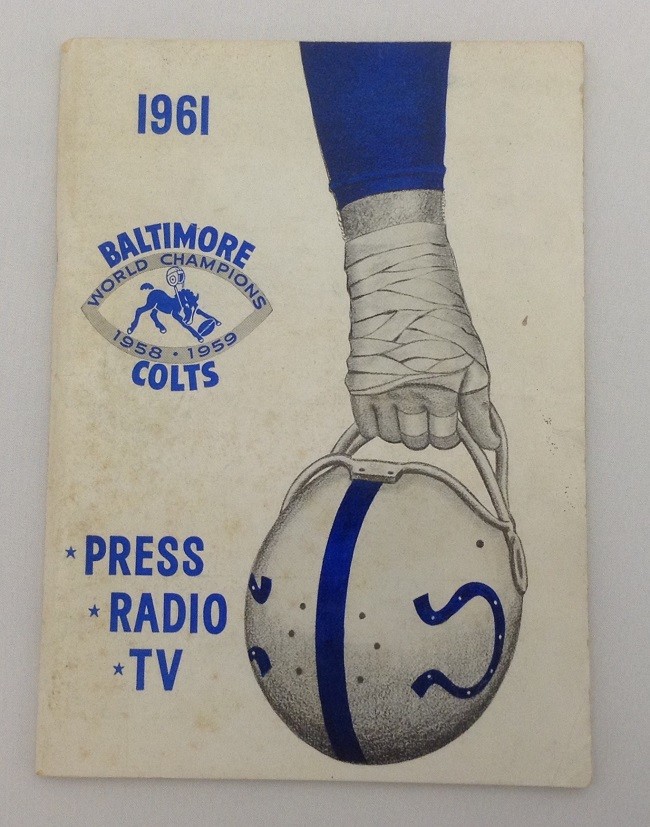 1961
BALTIMORE
WORLD CHAMPIONS
1958 · 1959
COLTS
★ PRESS
★ RADIO
★ TV